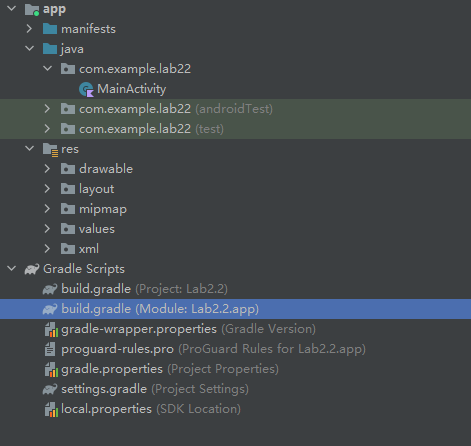 app
manifests
java
com.example.lab22
MainActivity
com.example.lab22 (androidTest)
com.example.lab22 (test)
res
drawable
layout
mipmap
values
xml
Gradle Scripts
build.gradle (Project: Lab2.2)
build.gradle (Module: Lab2.2.app)
gradle-wrapper.properties (Gradle Version)
proguard-rules.pro (ProGuard Rules for Lab2.2.app)
gradle.properties (Project Properties)
settings.gradle (Project Settings)
local.properties (SDK Location)